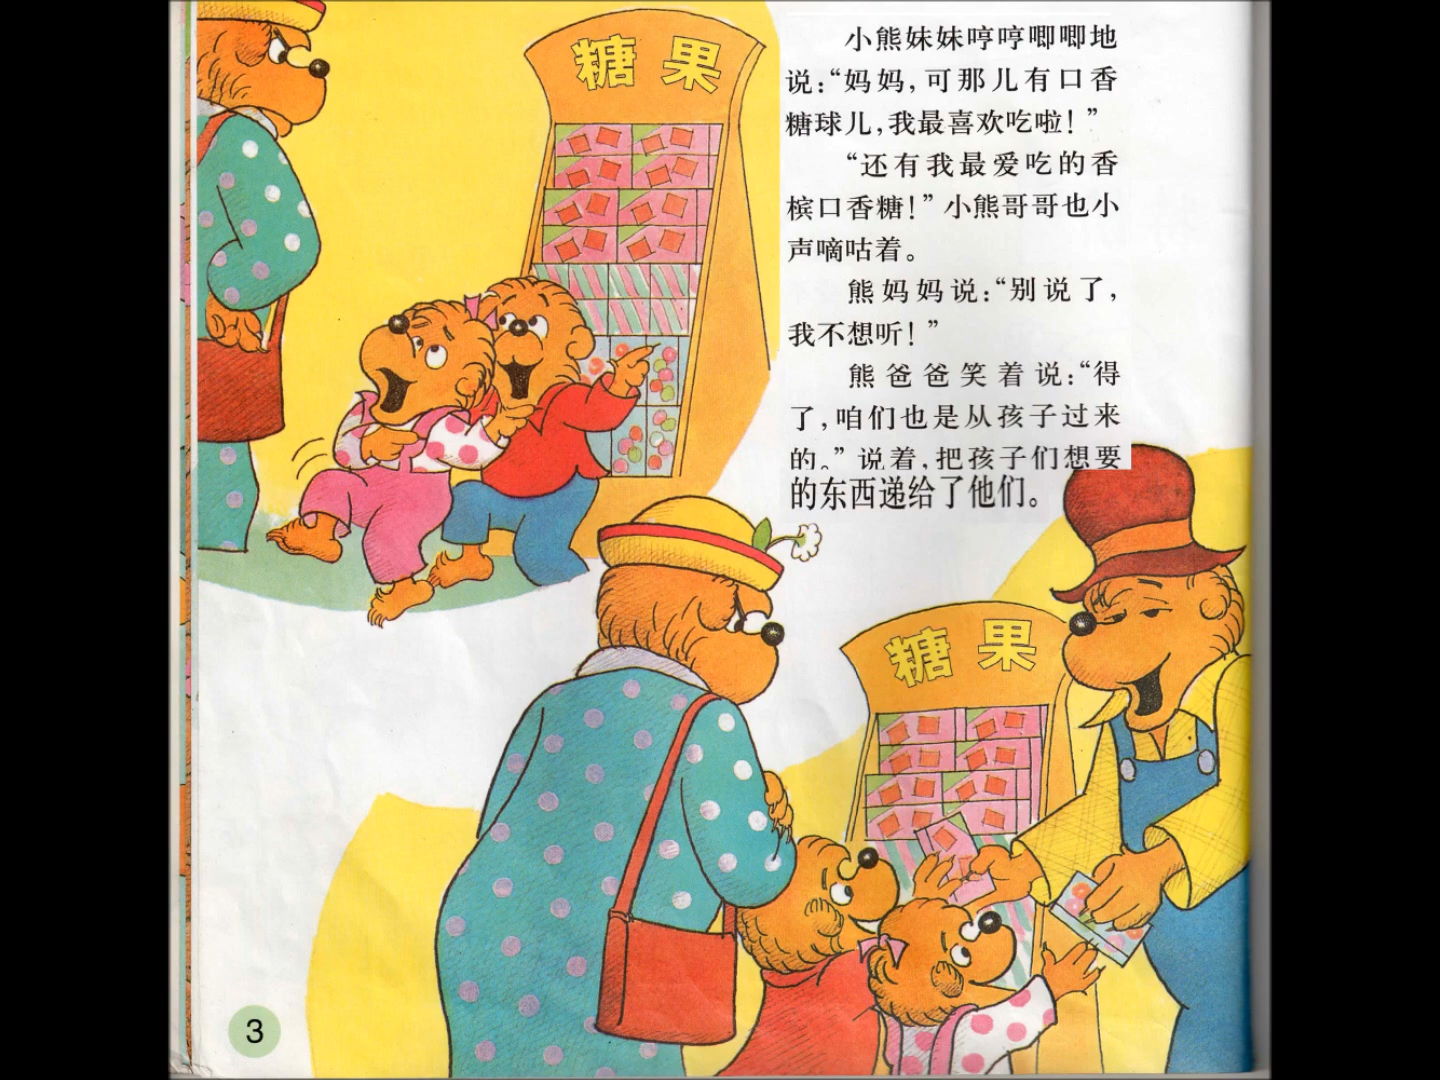 糖果
小熊妹妹哼哼唧唧地
说:“妈妈,可那儿有口香
糖球儿,我最喜欢吃啦!”
“还有我最爱吃的香
槟口香糖!”小熊哥哥也小
声嘀咕着。
熊妈妈说:“别说了,
我不想听!”
熊爸爸笑着说:“得
了,咱们也是从孩子过来
的。”说着,把孩子们想要
的东西递给了他们。
糖果
3